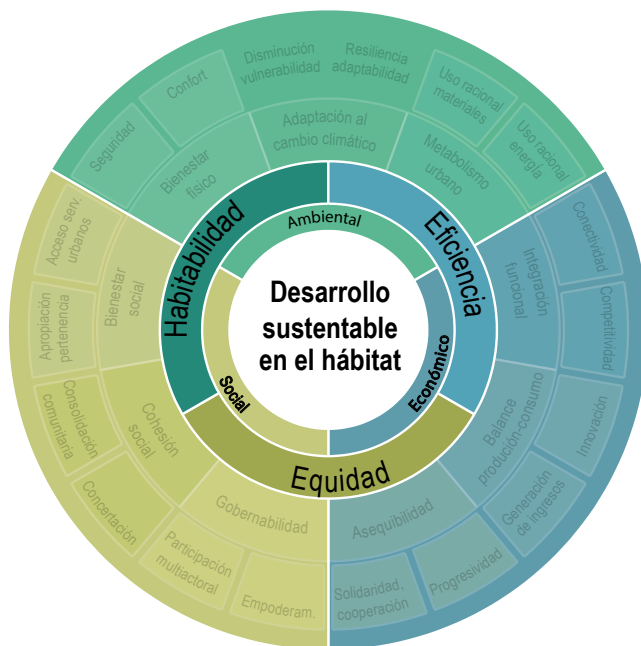 Disminución
vulnerabilidad
Resiliencia
adaptabilidad
Confort
Uso racional
materiales
Seguridad
Uso racional
energía
Adaptación al
cambio climático
Bienestar
físico
Metabolismo
urbano
Acceso serv.
urbanos
Conectividad
Habitabilidad
Ambiental
Eficiencia
Integración
funcional
Bienestar
social
Apropiación
pertenencia
Competitividad
Desarrollo
sustentable
en el hábitat
Social
Económico
Consolidación
comunitaria
Cohesión
social
Balance
produción-consumo
Innovación
Equidad
Concertación
Gobernabilidad
Asequibilidad
Generación
de ingresos
Participación
multiactoral
Progresividad
Empoderam.
Solidaridad,
cooperación